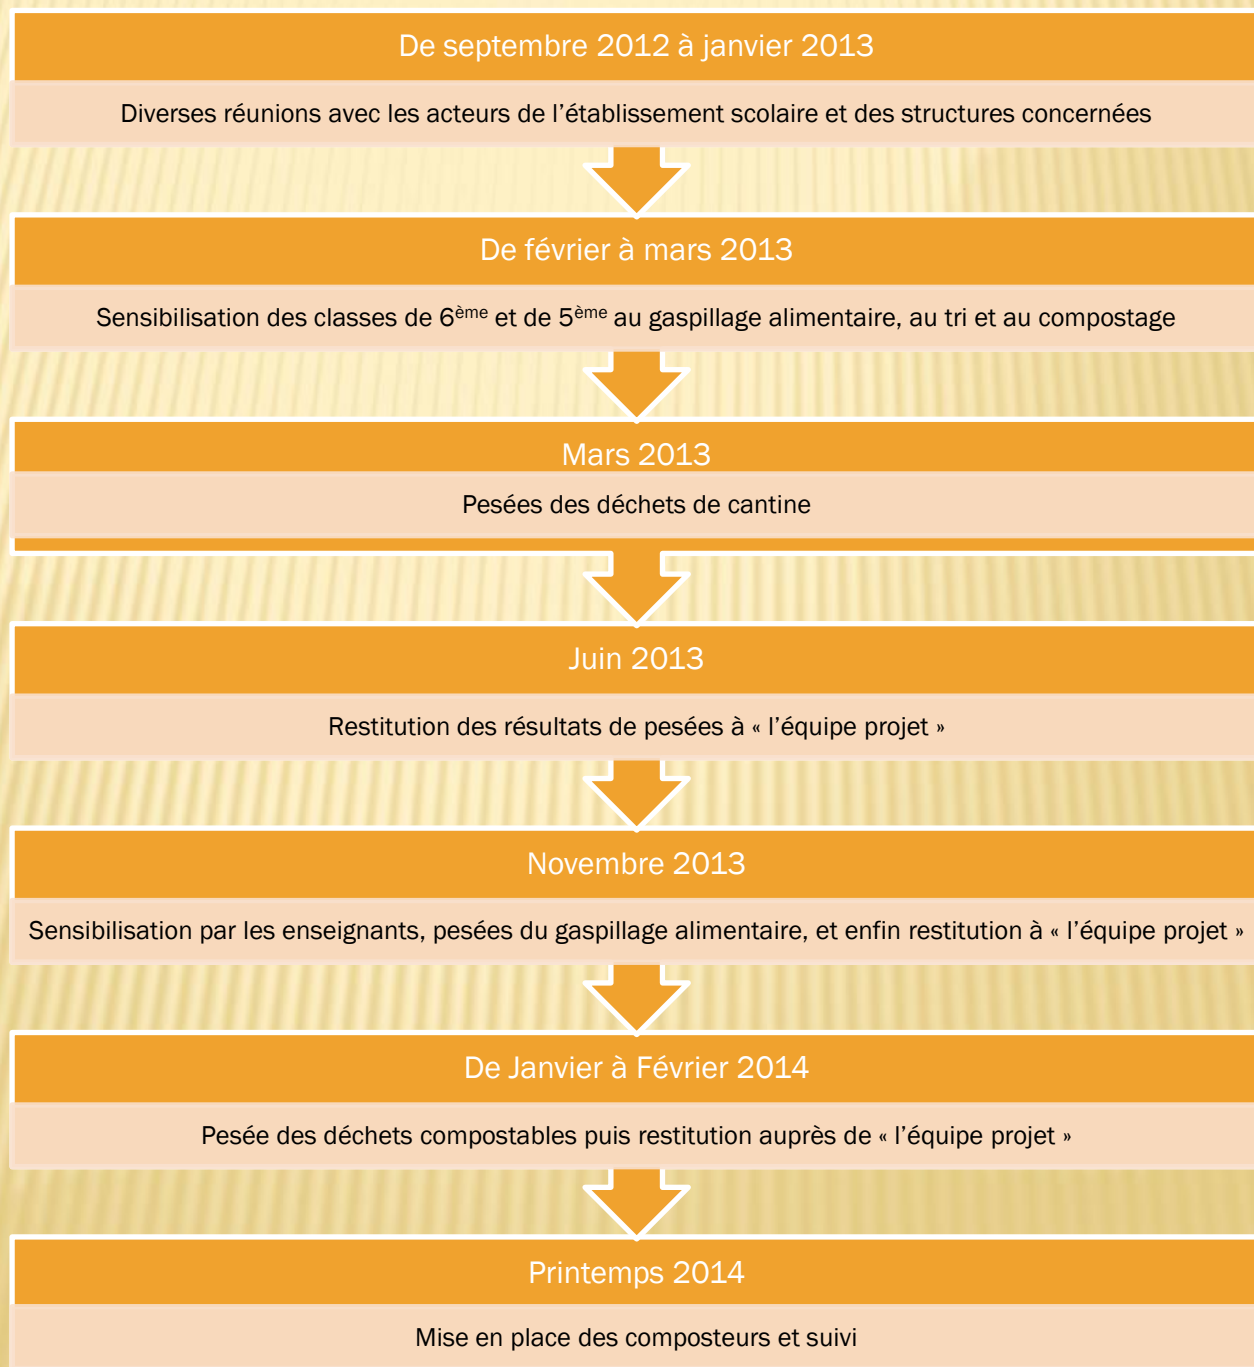 De septembre 2012 à janvier 2013
Diverses réunions avec les acteurs de l’établissement scolaire et des structures concernées
De février à mars 2013
Sensibilisation des classes de 6ème et de 5ème au gaspillage alimentaire, au tri et au compostage
Mars 2013
Pesées des déchets de cantine
Juin 2013
Restitution des résultats de pesées à « l’équipe projet »
Novembre 2013
Sensibilisation par les enseignants, pesées du gaspillage alimentaire, et enfin restitution à « l’équipe projet »
De Janvier à Février 2014
Pesée des déchets compostables puis restitution auprès de « l’équipe projet »
Printemps 2014
Mise en place des composteurs et suivi